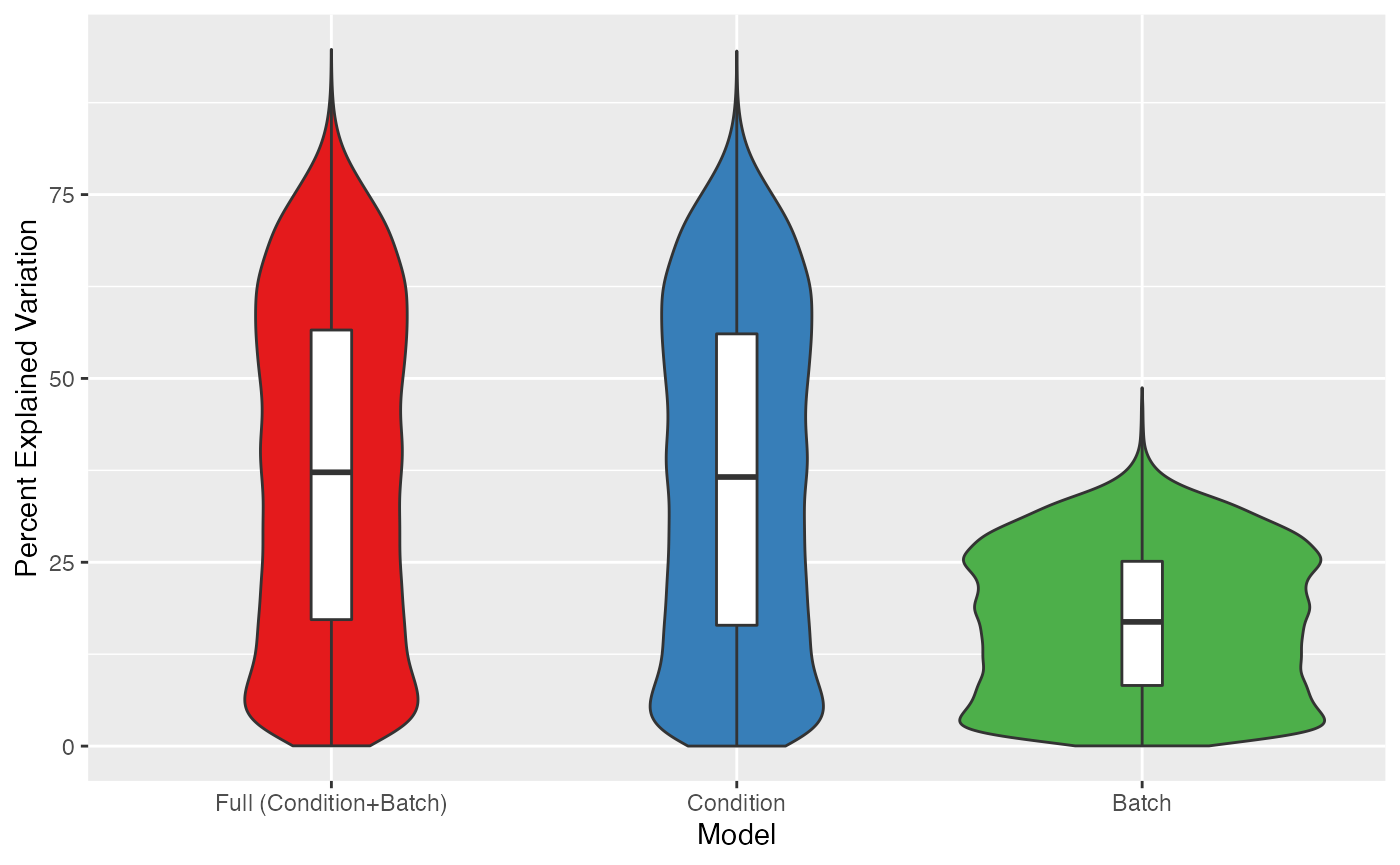 Percent Explained Variation
75
50
25
0
Full (Condition+Batch)
Condition
Batch
Model